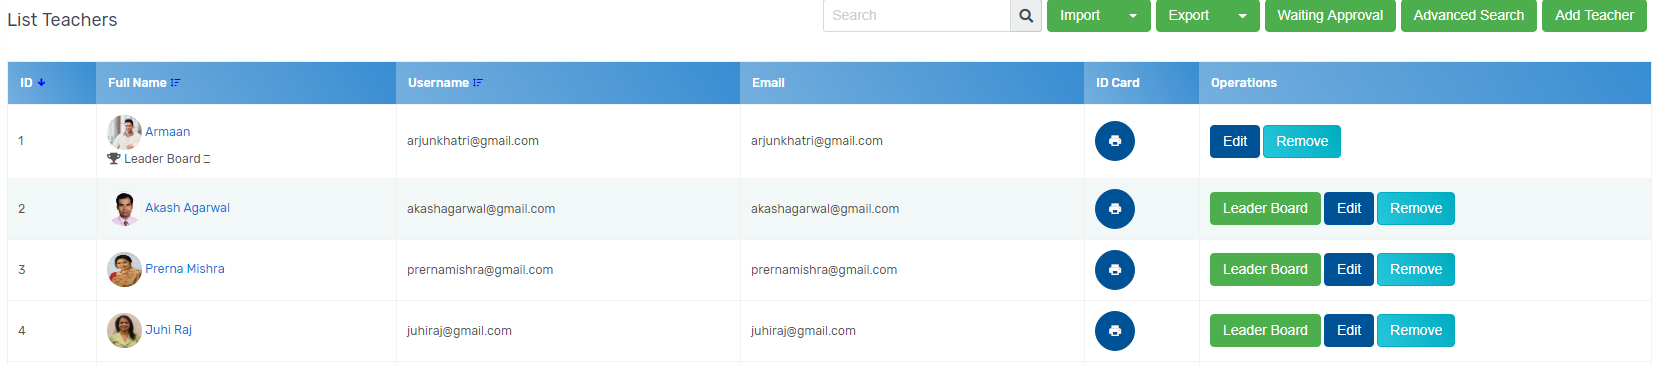 List Teachers
Search Import Export Waiting Approval Advanced Search Add Teacher
ID Full Name Username Email ID Card Operations
1 Armaan arjunkhatri@gmail.com arjunkhatri@gmail.com Edit Remove
Leader Board
2 Akash Agarwal akashagarwal@gmail.com akashagarwal@gmail.com Leader Board Edit Remove
3 Prerna Mishra prernamishra@gmail.com prernamishra@gmail.com Leader Board Edit Remove
4 Juhi Raj juhiraj@gmail.com juhiraj@gmail.com Leader Board Edit Remove